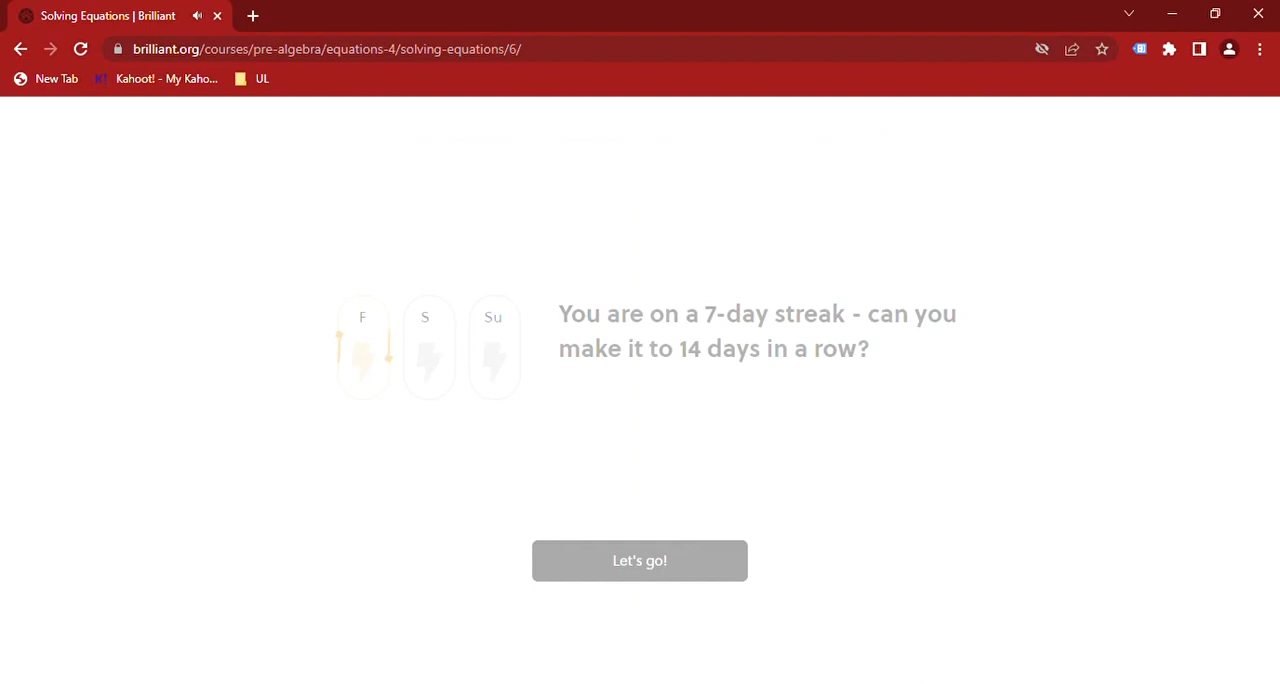 Solving Equations | Brilliant
brilliant.org/courses/pre-algebra/equations-4/solving-equations/6/
New Tab
Kahoot! - My Kaho...
UL
F
S
Su
You are on a 7-day streak - can you
make it to 14 days in a row?
Let's go!